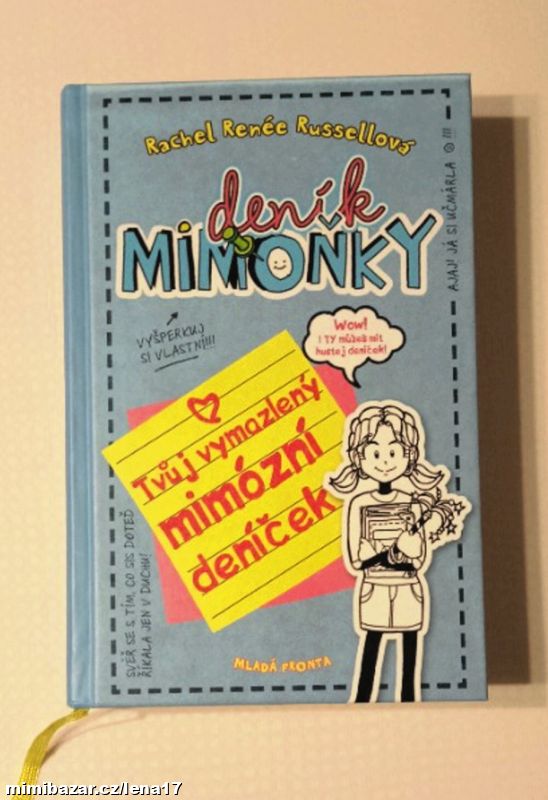 Rachel Renée Russellová
deník
MIMOŇKY
AJAJ! JÁ SI UČMÁRLA !!!
VYŠPERKUJ
SI VLASTNÍ!!!
Wow!
I TY můžeš mít
hustej deníček!
Tvůj vymazlený
mimózní
deníček
SVĚŘ SE S TÍM, CO SIS DOTEĎ
ŘÍKALA JEN V DUCHU!
MLADÁ FRONTA
mimibazar.cz/lena17